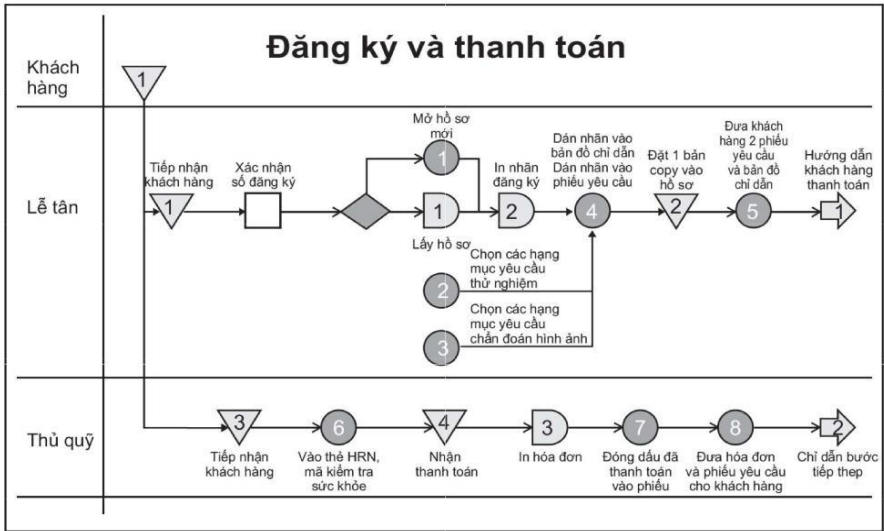 Đăng ký và thanh toán
Khách
hàng
1
Lễ tân
Tiếp nhận
khách hàng
1
Xác nhận
số đăng ký
Mở hồ sơ
mới
1
1
Lấy hồ sơ
In nhãn
đăng ký
2
Dán nhãn vào
bản đồ chỉ dẫn
Dán nhãn vào
phiếu yêu cầu
4
Đặt 1 bản
copy vào
hồ sơ
2
Đưa khách
hàng 2 phiếu
yêu cầu
và bản đồ
chỉ dẫn
5
Hướng dẫn
khách hàng
thanh toán
1
Chọn các hạng
mục yêu cầu
thử nghiệm
2
Chọn các hạng
mục yêu cầu
chẩn đoán hình ảnh
3
Thủ quỹ
3
Tiếp nhận
khách hàng
6
Vào thẻ HRN,
mã kiểm tra
sức khỏe
4
Nhận
thanh toán
3
In hóa đơn
7
Đóng dấu đã
thanh toán
vào phiếu
8
Đưa hóa đơn
và phiếu yêu cầu
cho khách hàng
2
Chỉ dẫn bước
tiếp thep